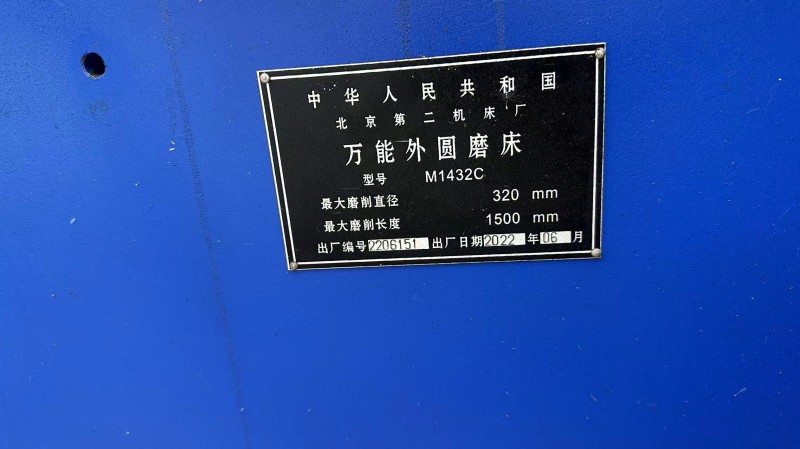 中华人民共和国
北京第二机床厂
万能外圆磨床
型号 M1432C
最大磨削直径 320 mm
最大磨削长度 1500 mm
出厂编号 2206151 出厂日期 2022 年 06 月